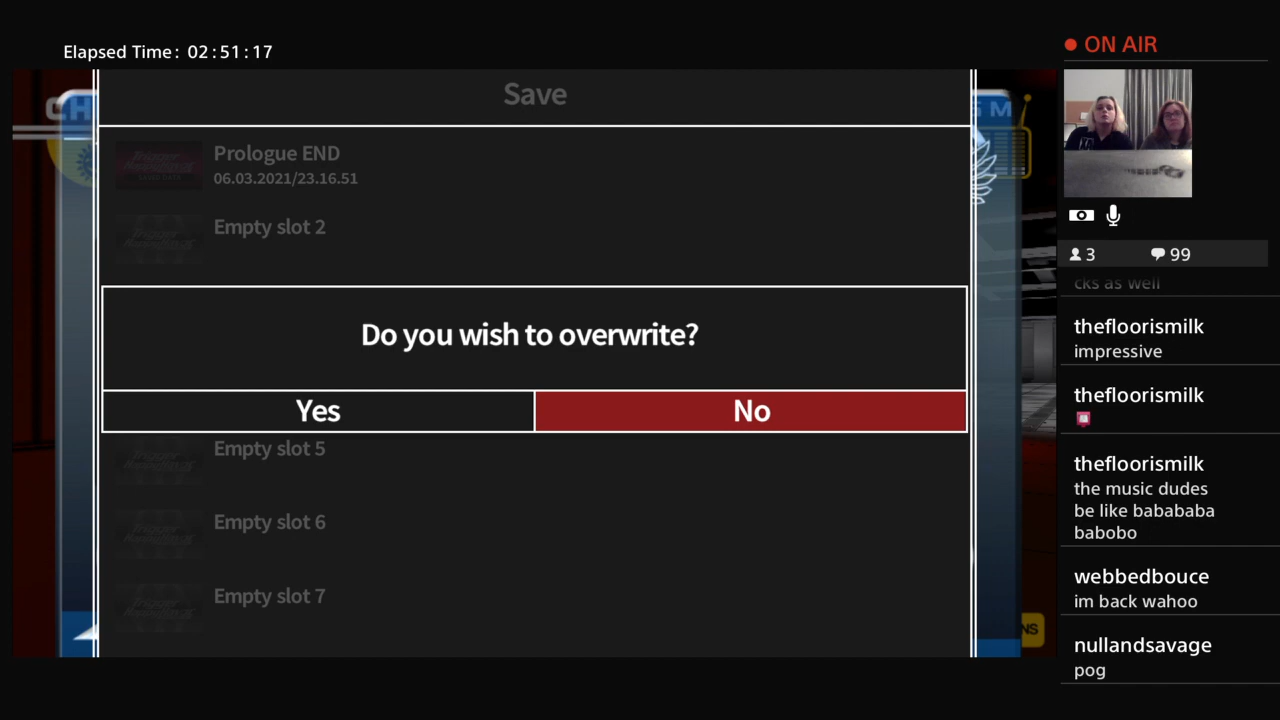 Elapsed Time: 02:51:17
ON AIR
CH
S M
Save
Prologue END
06.03.2021/23.16.51
Empty slot 2
Do you wish to overwrite?
Yes
No
Empty slot 5
Empty slot 6
Empty slot 7
NS
3
99
cks as well
thefloorismilk
impressive
thefloorismilk
thefloorismilk
the music dudes
be like babababa
babobo
webbedbouce
im back wahoo
nullandsavage
pog